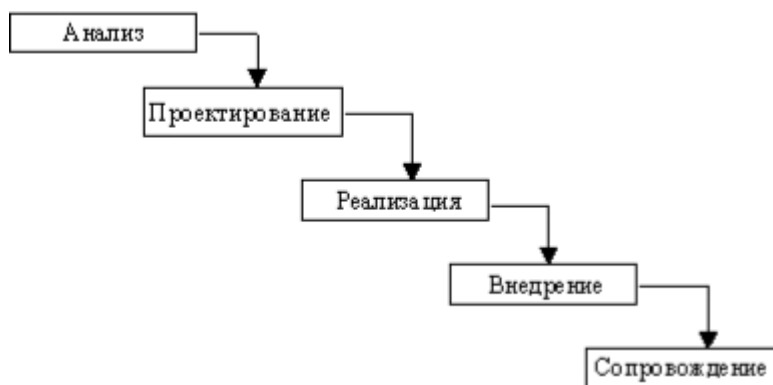 Анализ
Проектирование
Реализация
Внедрение
Сопровождение